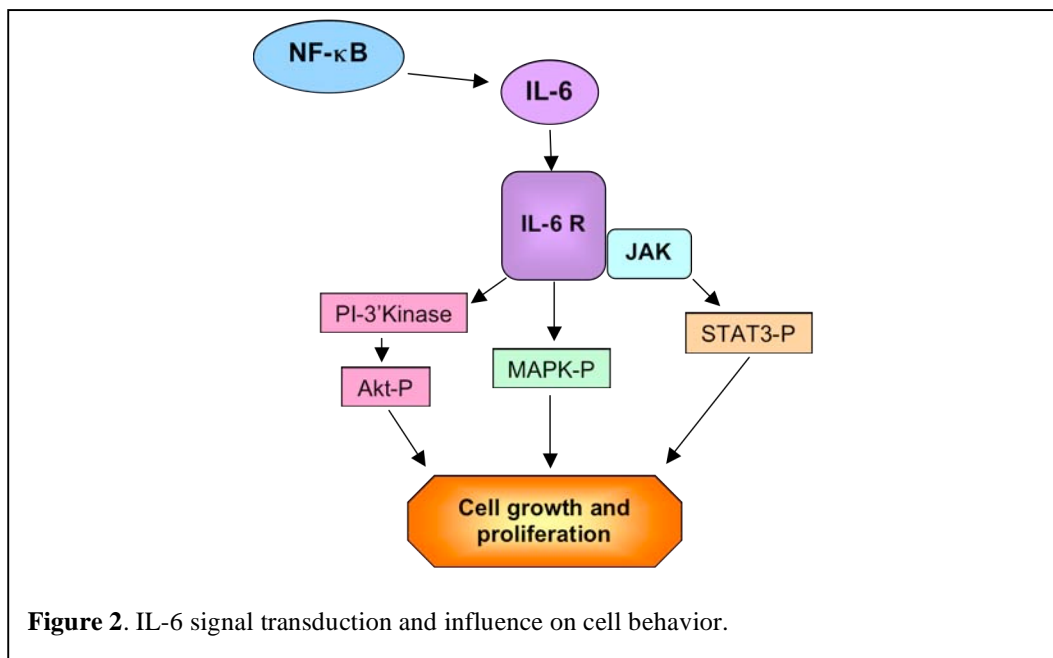 NF-κB
IL-6
IL-6 R
JAK
PI-3'Kinase
STAT3-P
MAPK-P
Akt-P
Cell growth and
proliferation
Figure 2. IL-6 signal transduction and influence on cell behavior.